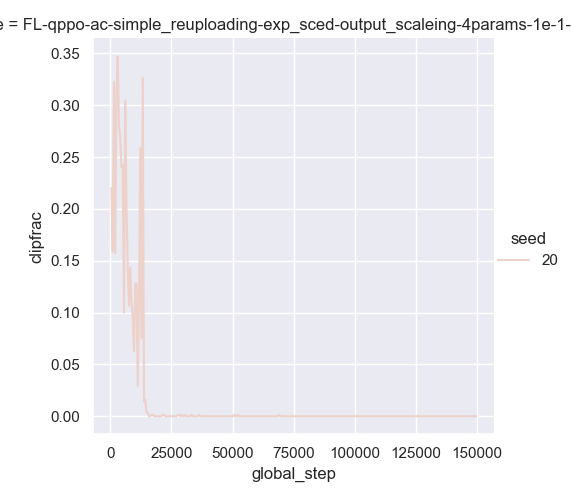 e = FL-qppo-ac-simple_reuploading-exp_sced-output_scaleing-4params-1e-1-
0.35
0.30
0.25
0.20
0.15
0.10
0.05
0.00
clipfrac
0 25000 50000 75000 100000 125000 150000
global_step
seed
20